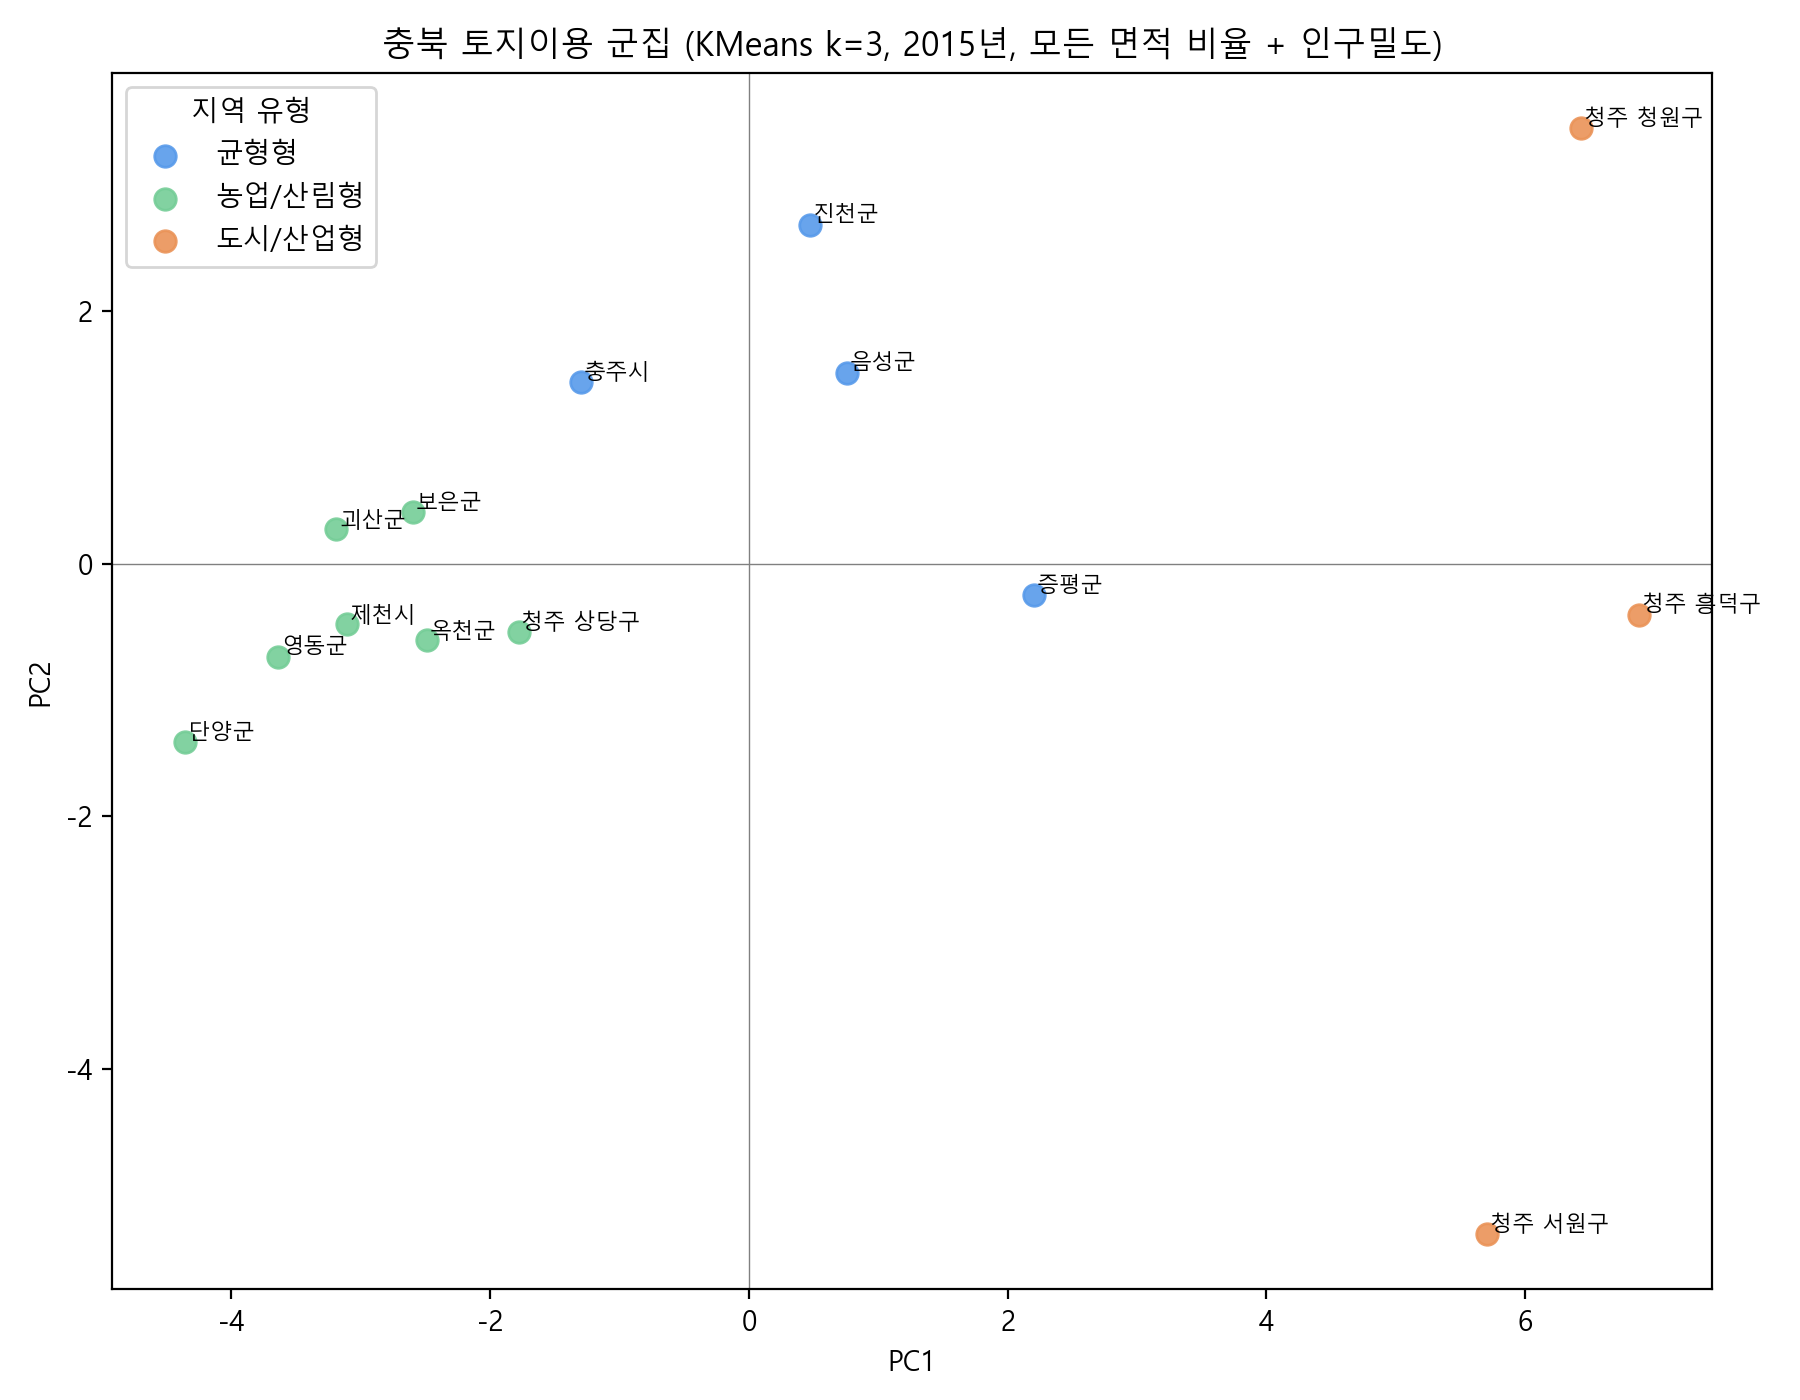 충북 토지이용 군집 (KMeans k=3, 2015년, 모든 면적 비율 + 인구밀도)
지역 유형
균형형
농업/산림형
도시/산업형
청주 청원구
진천군
음성군
충주시
보은군
괴산군
증평군
청주 흥덕구
제천시
옥천군
청주 상당구
영동군
단양군
청주 서원구
2
0
-2
-4
PC2
-4
-2
0
2
4
6
PC1